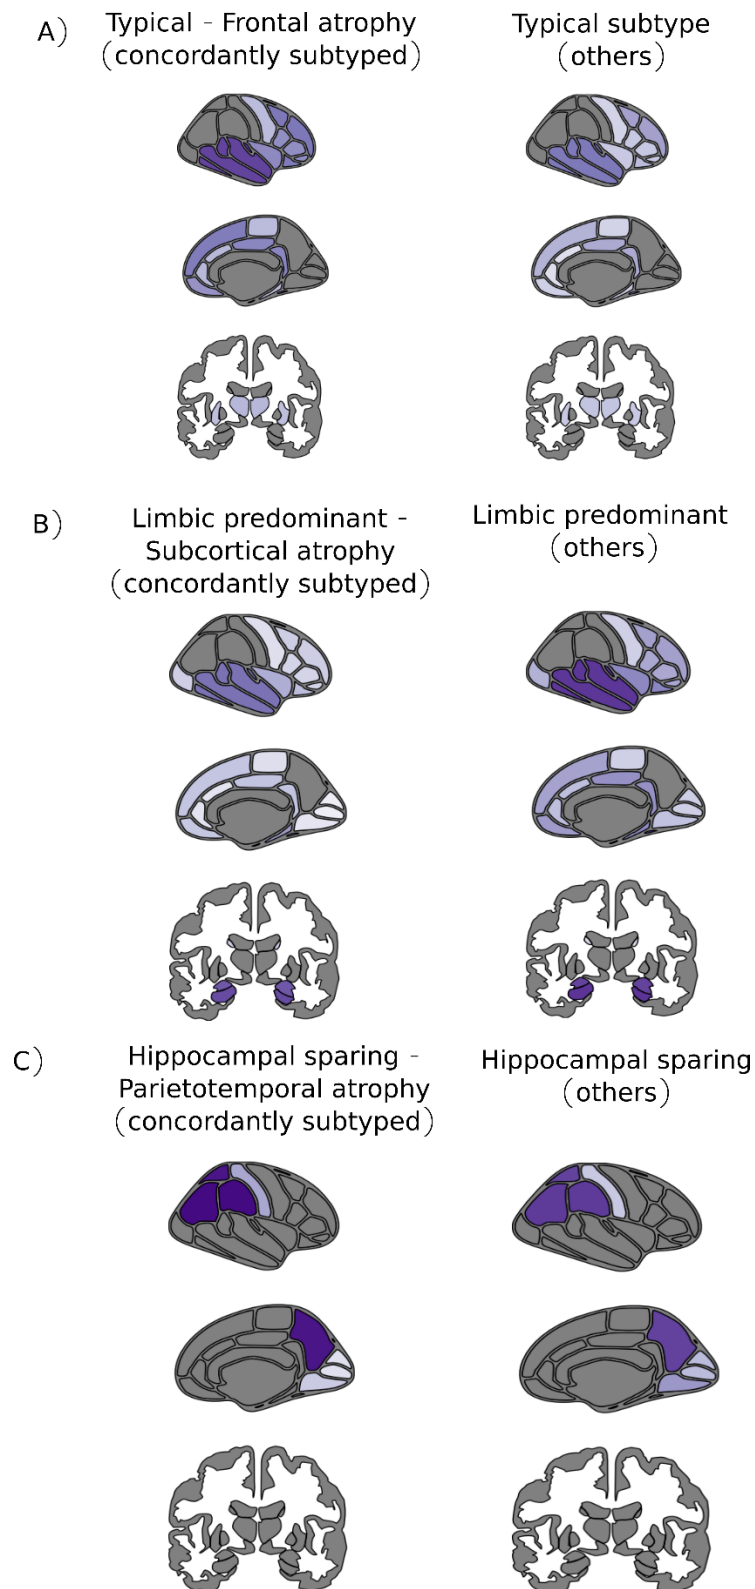 A)
Typical - Frontal atrophy
(concordantly subtyped)
Typical subtype
(others)
B)
Limbic predominant -
Subcortical atrophy
(concordantly subtyped)
Limbic predominant
(others)
C)
Hippocampal sparing -
Parietotemporal atrophy
(concordantly subtyped)
Hippocampal sparing
(others)